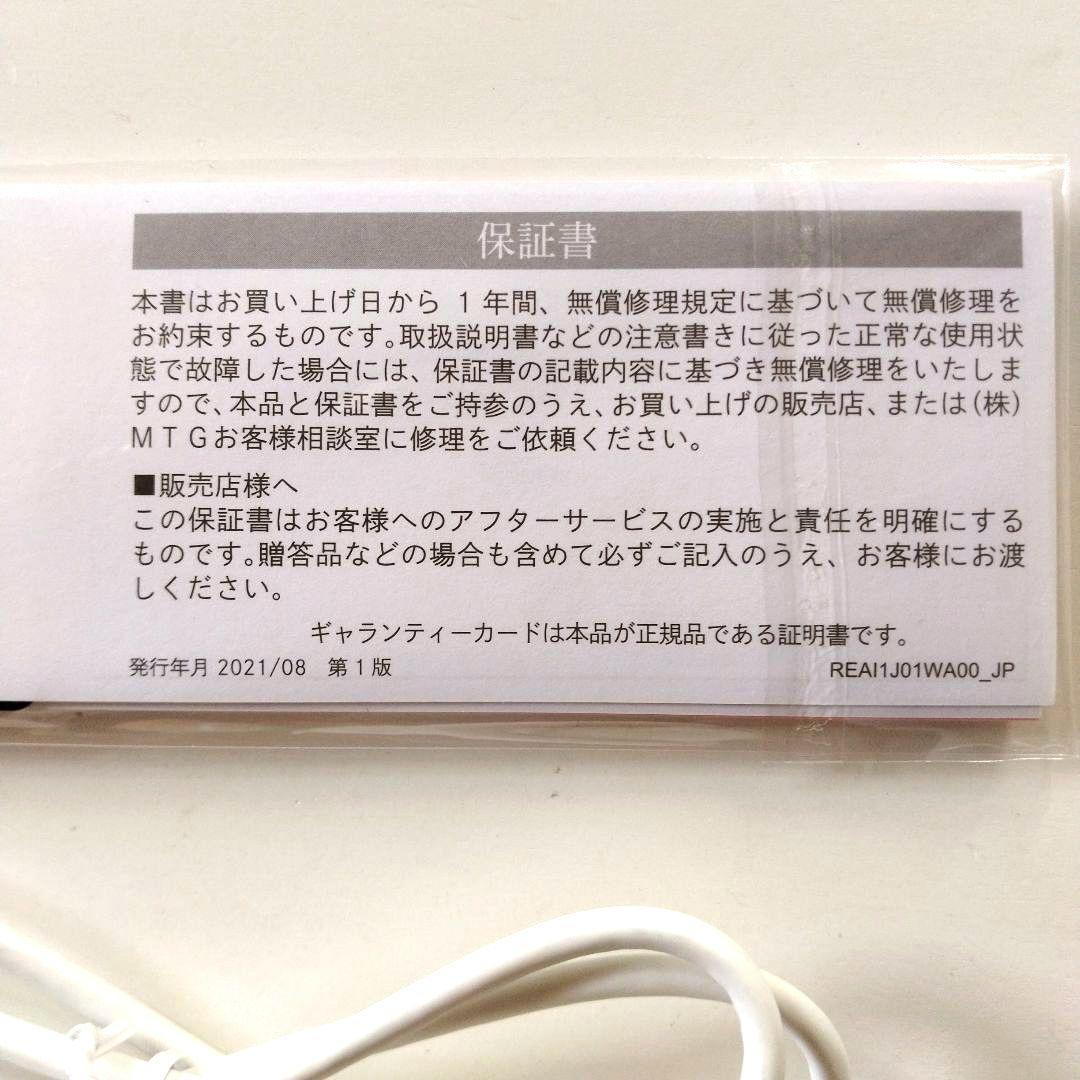 保証書
本書はお買い上げ日から 1 年間、無償修理規定に基づいて無償修理を
お約束するものです。取扱説明書などの注意書きに従った正常な使用状
態で故障した場合には、保証書の記載内容に基づき無償修理をいたしま
すので、本品と保証書をご持参のうえ、お買い上げの販売店、または(株)
ＭＴＧお客様相談室に修理をご依頼ください。
■販売店様へ
この保証書はお客様へのアフターサービスの実施と責任を明確にする
ものです。贈答品などの場合も含めて必ずご記入のうえ、お客様にお渡
しください。
ギャランティーカードは本品が正規品である証明書です。
発行年月 2021/08 第1版 REAI1J01WA00_JP